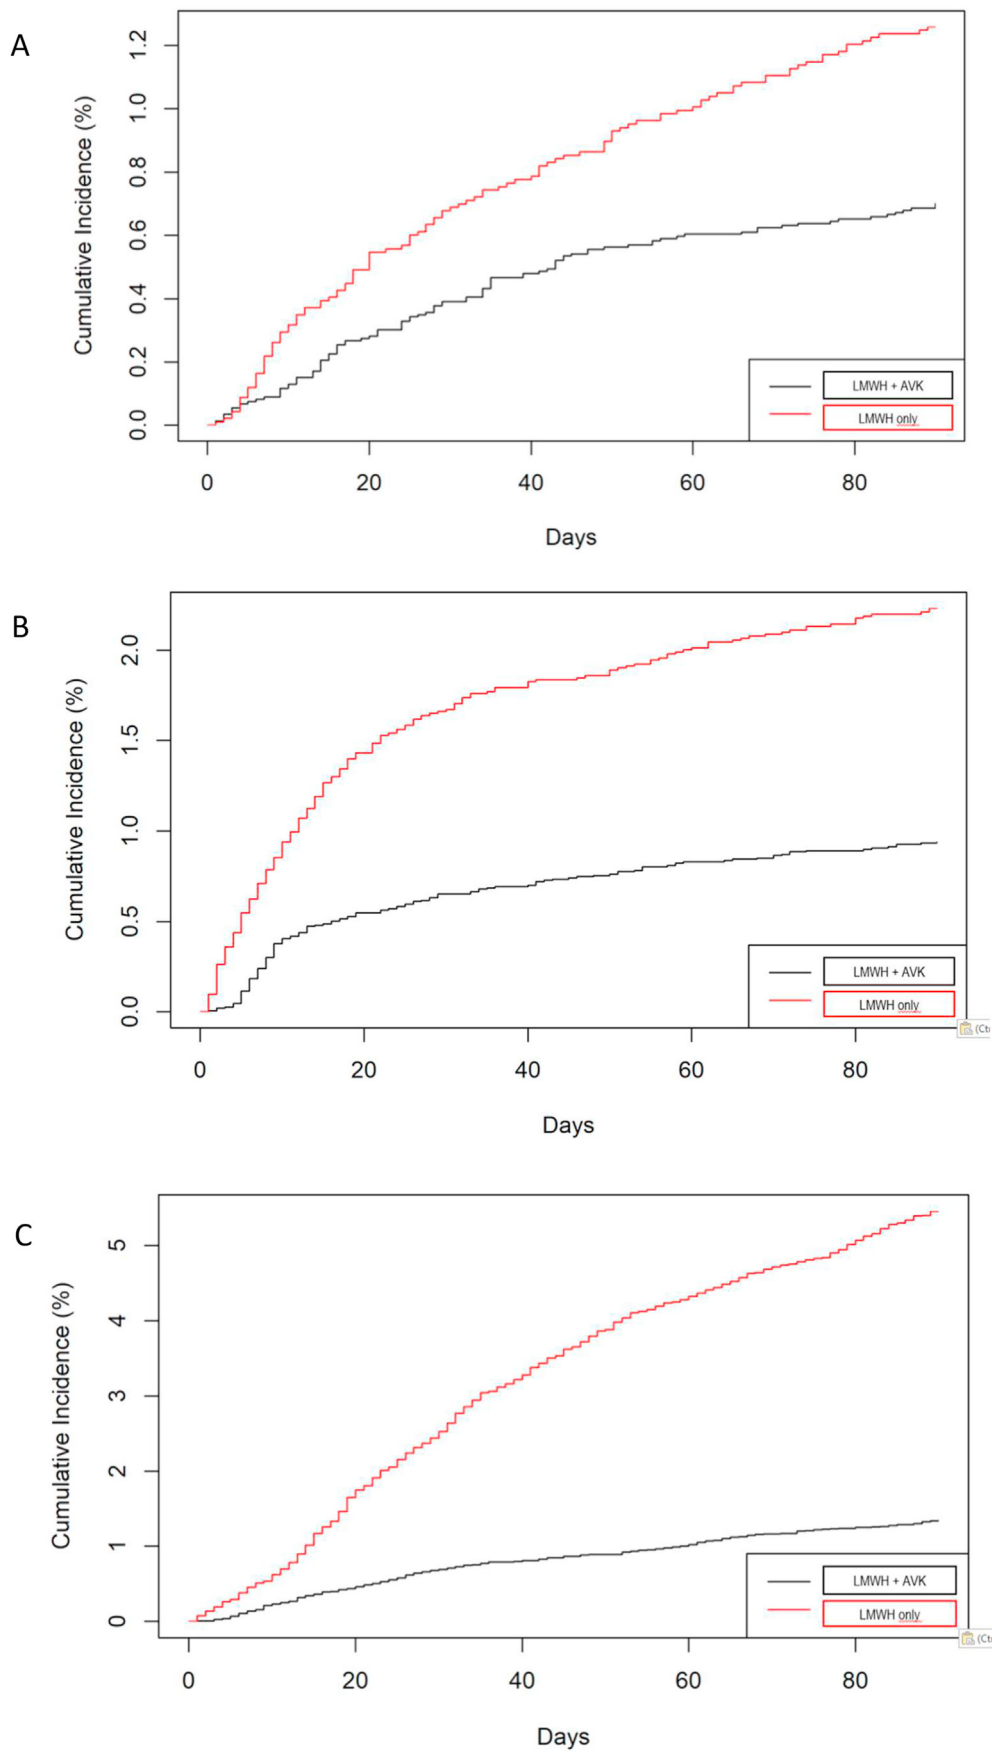 A
Cumulative Incidence (%)
1.2
1.0
0.8
0.6
0.4
0.2
0.0
LMWH + AVK
LMWH only
0 20 40 60 80
Days
B
Cumulative Incidence (%)
2.0
1.5
1.0
0.5
0.0
LMWH + AVK
LMWH only
(Ct
0 20 40 60 80
Days
C
Cumulative Incidence (%)
5
4
3
2
1
0
LMWH + AVK
LMWH only
(Ct
0 20 40 60 80
Days